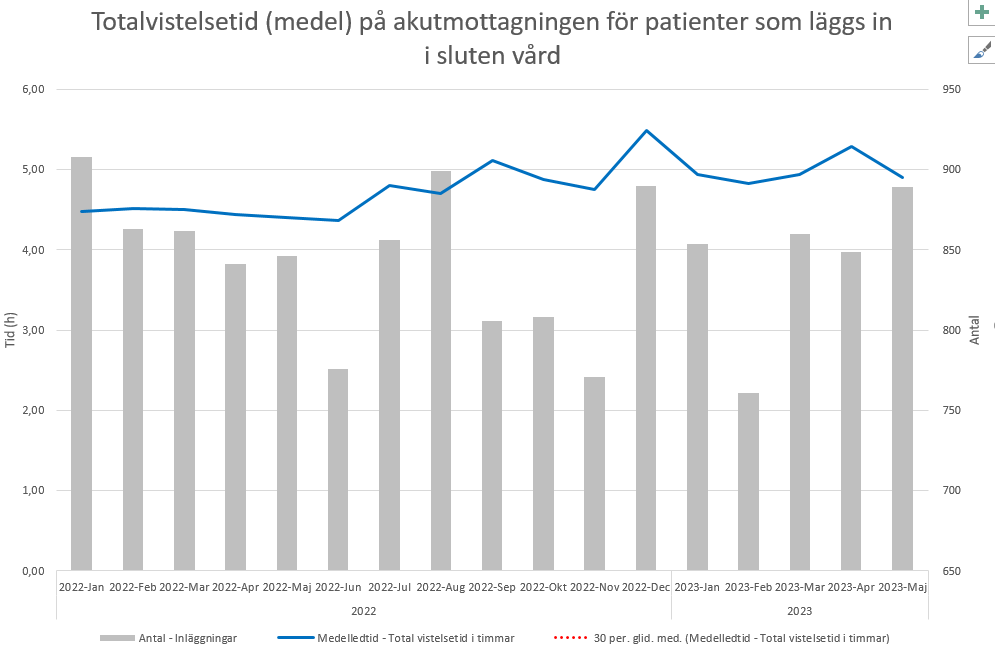 Totalvistelsetid (medel) på akutmottagningen för patienter som läggs in
i sluten vård
6,00
5,00
4,00
3,00
2,00
1,00
0,00
Tid (h)
950
900
850
800
750
700
650
Antal
2022-Jan 2022-Feb 2022-Mar 2022-Apr 2022-Maj 2022-Jun 2022-Jul 2022-Aug 2022-Sep 2022-Okt 2022-Nov 2022-Dec 2023-Jan 2023-Feb 2023-Mar 2023-Apr 2023-Maj
2022 2023
Antal - Inläggningar Medelledtid - Total vistelsetid i timmar 30 per. glid. med. (Medelledtid - Total vistelsetid i timmar)